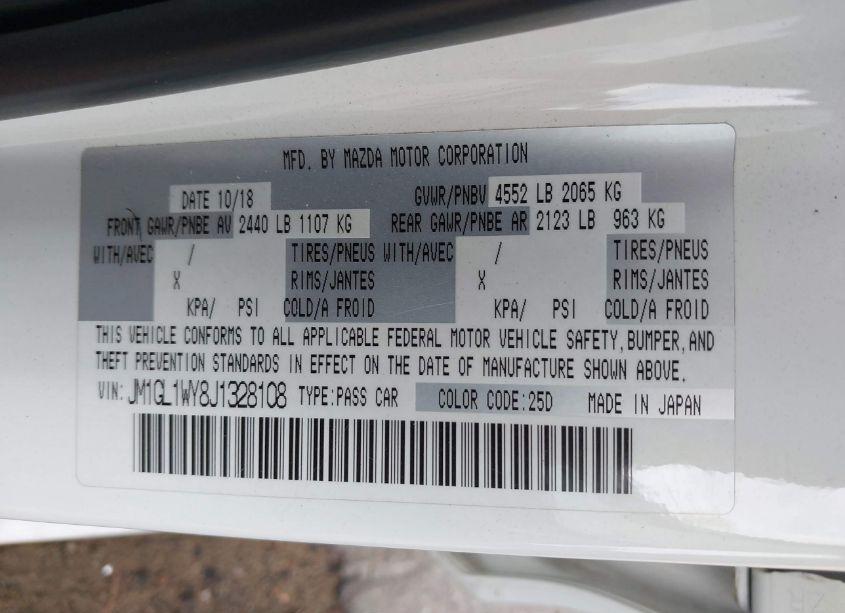 MFD. BY MAZDA MOTOR CORPORATION
DATE 10/18 GVWR/PNBV 4552 LB 2065 KG
FRONT GAWR/PNBE AV 2440 LB 1107 KG REAR GAWR/PNBE AR 2123 LB 963 KG
WITH/AVEC / TIRES/PNEUS WITH/AVEC / TIRES/PNEUS
X RIMS/JANTES X RIMS/JANTES
KPA/ PSI COLD/A FROID KPA/ PSI COLD/A FROID
THIS VEHICLE CONFORMS TO ALL APPLICABLE FEDERAL MOTOR VEHICLE SAFETY, BUMPER, AND
THEFT PREVENTION STANDARDS IN EFFECT ON THE DATE OF MANUFACTURE SHOWN ABOVE.
VIN: JM1GL1WY8J1328108 TYPE: PASS CAR COLOR CODE: 25D MADE IN JAPAN